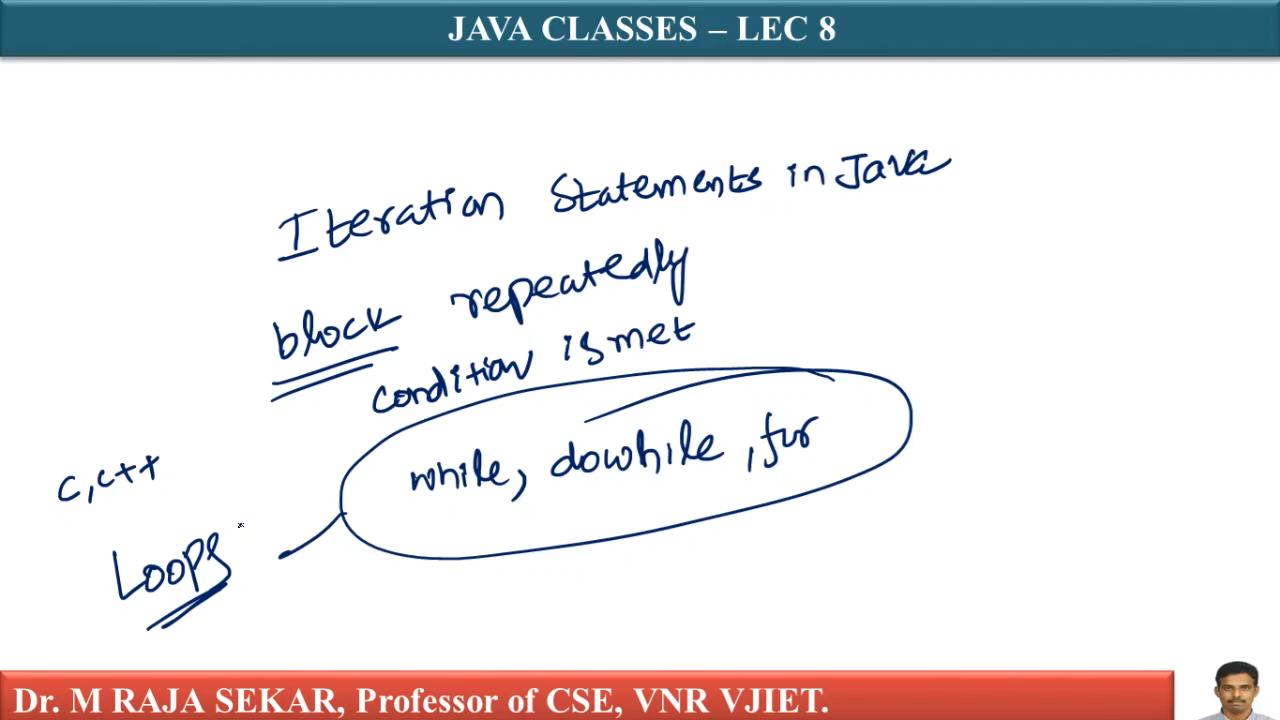 JAVA CLASSES – LEC 8
Iteration Statements in Java
block repeatedly
condition is met
while, dowhile, for
c, c++
Loops
Dr. M RAJA SEKAR, Professor of CSE, VNR VJIET.